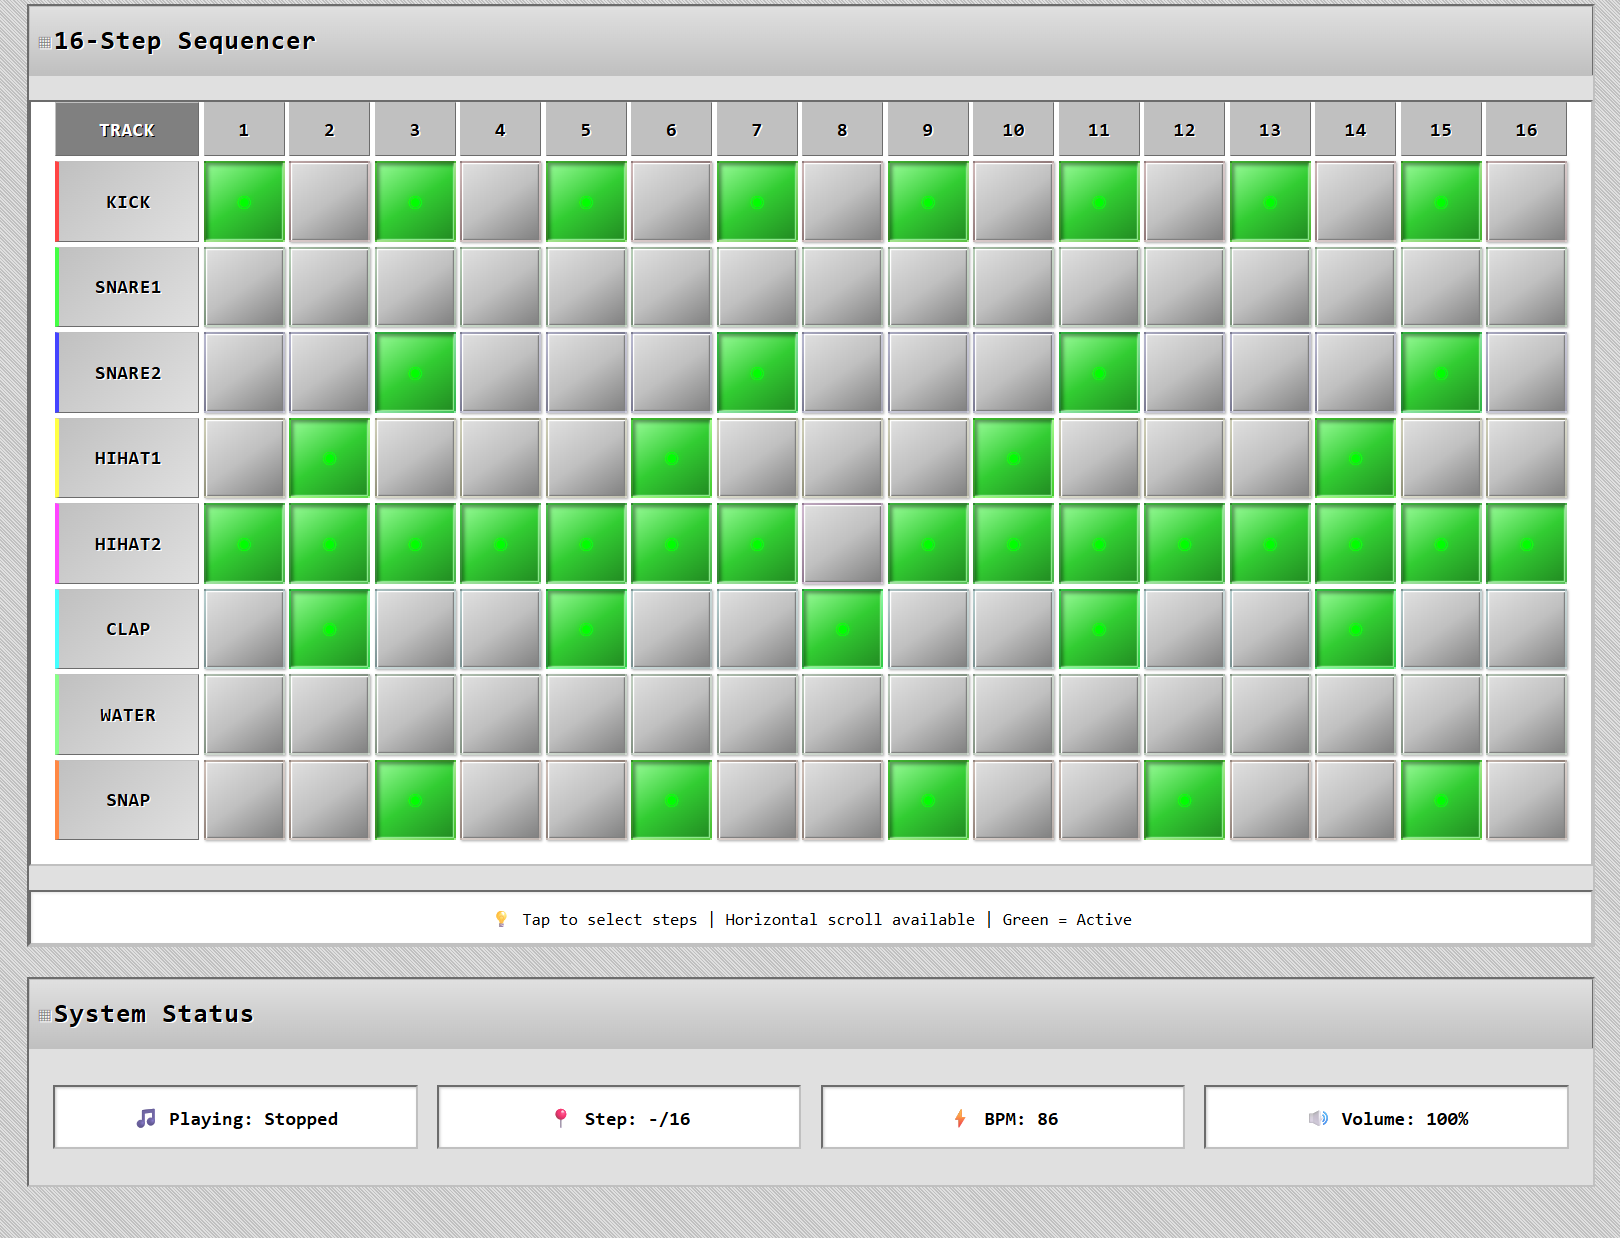 16-Step Sequencer
TRACK 1 2 3 4 5 6 7 8 9 10 11 12 13 14 15 16
KICK
SNARE1
SNARE2
HIHAT1
HIHAT2
CLAP
WATER
SNAP
Tap to select steps | Horizontal scroll available | Green = Active
System Status
Playing: Stopped
Step: -/16
BPM: 86
Volume: 100%